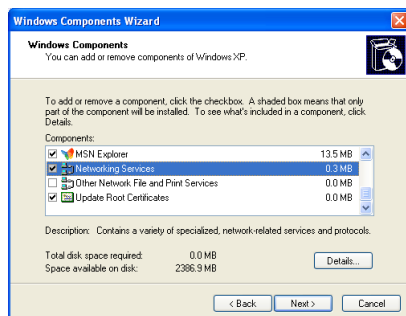 Windows Components Wizard
Windows Components
You can add or remove components of Windows XP.
To add or remove a component, click the checkbox. A shaded box means that only
part of the component will be installed. To see what's included in a component, click
Details.
Components:
MSN Explorer 13.5 MB
Networking Services 0.3 MB
Other Network File and Print Services 0.0 MB
Update Root Certificates 0.0 MB
Description: Contains a variety of specialized, network-related services and protocols.
Total disk space required: 0.0 MB
Space available on disk: 2386.9 MB
Details...
< Back Next > Cancel